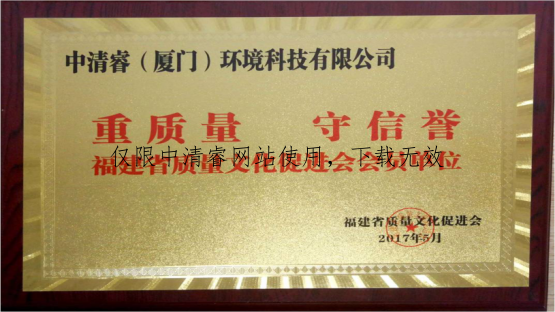 中清睿（厦门）环境科技有限公司
重质量 守信誉
福建省质量文化促进会会员单位
仅限中清睿网站使用，下载无效
福建省质量文化促进会
2017年5月